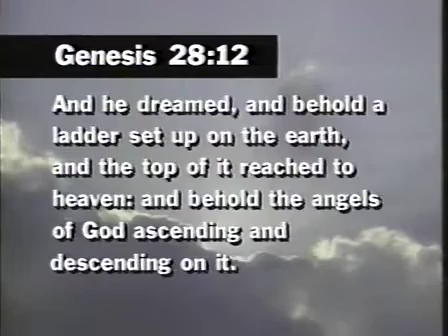 Genesis 28:12
And he dreamed, and behold a
ladder set up on the earth,
and the top of it reached to
heaven: and behold the angels
of God ascending and
descending on it.